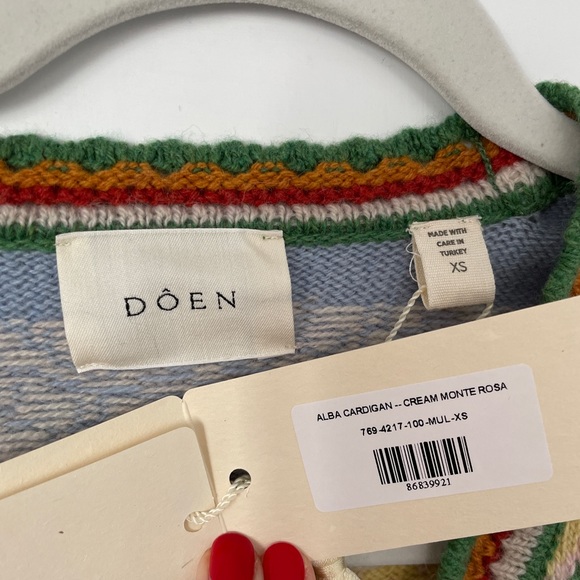 DÔEN
MADE WITH
CARE IN
TURKEY
XS
ALBA CARDIGAN -- CREAM MONTE ROSA
769-4217-100-MUL-XS
86839921